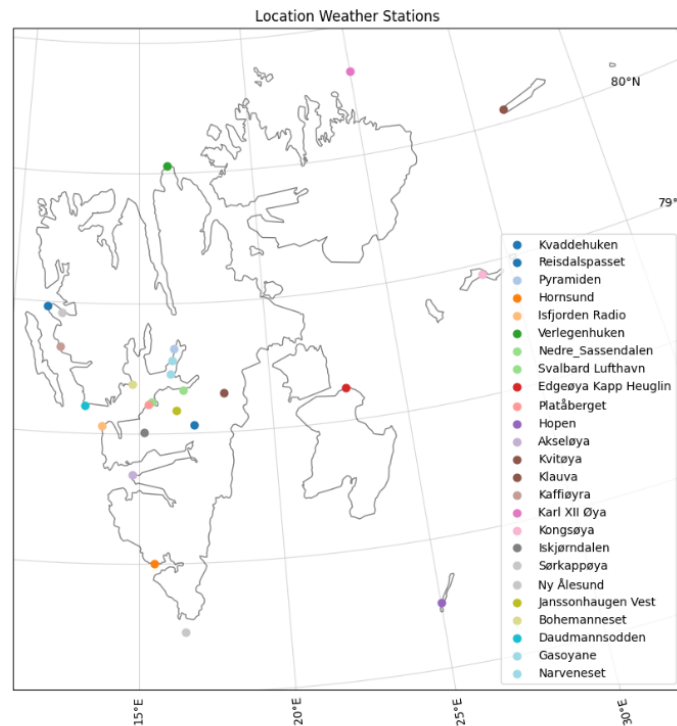 Location Weather Stations
80°N
79°
Kvaddehuken
Reisdalspasset
Pyramiden
Hornsund
Isfjorden Radio
Verlegenhuken
Nedre_Sassendalen
Svalbard Lufthavn
Edgeøya Kapp Heuglin
Platåberget
Hopen
Akseløya
Kvitøya
Klauva
Kaffiøyra
Karl XII Øya
Kongsøya
Iskjørndalen
Sørkappøya
Ny Ålesund
Janssonhaugen Vest
Bohemanneset
Daudmannsodden
Gasoyane
Narveneset
15°E
20°E
25°E
30°E